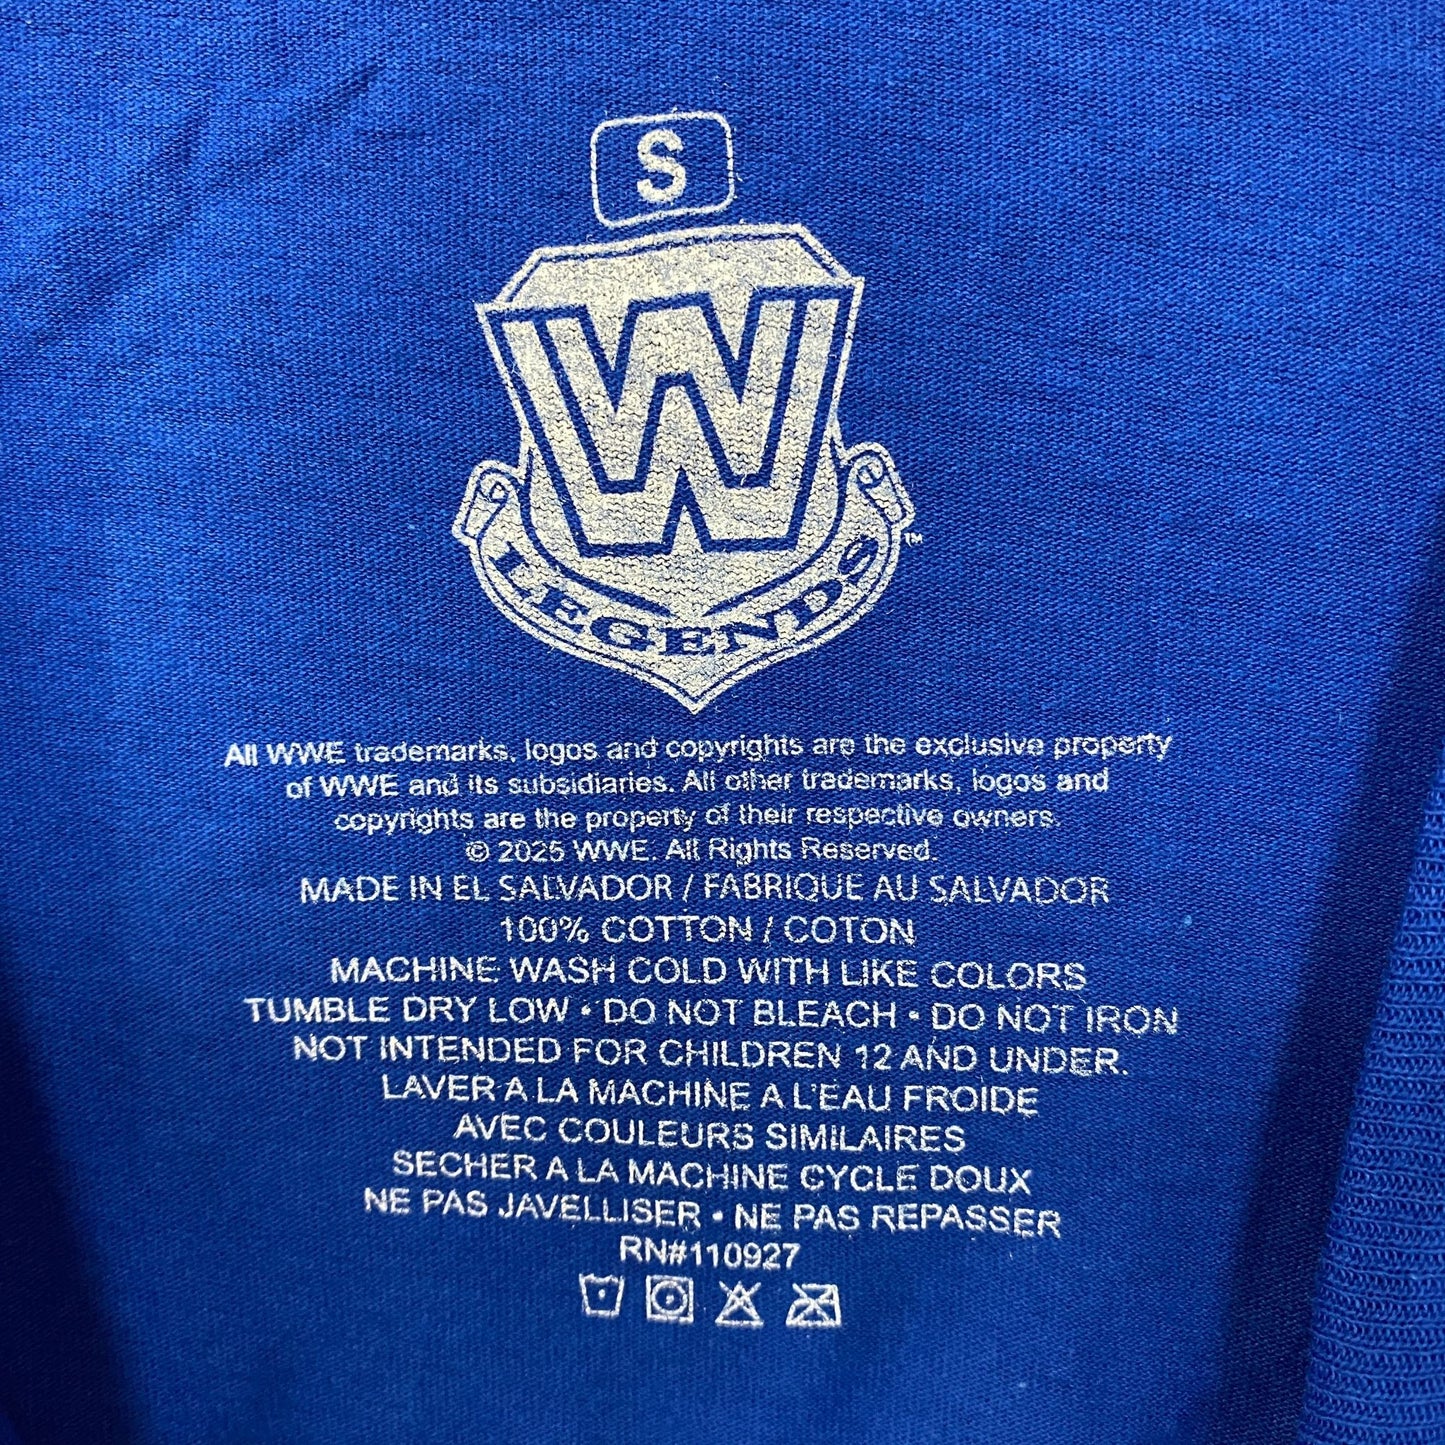 S
W
LEGENDS
TM
All WWE trademarks, logos and copyrights are the exclusive property
of WWE and its subsidiaries. All other trademarks, logos and
copyrights are the property of their respective owners.
© 2025 WWE. All Rights Reserved.
MADE IN EL SALVADOR / FABRIQUE AU SALVADOR
100% COTTON / COTON
MACHINE WASH COLD WITH LIKE COLORS
TUMBLE DRY LOW • DO NOT BLEACH • DO NOT IRON
NOT INTENDED FOR CHILDREN 12 AND UNDER.
LAVER A LA MACHINE A L'EAU FROIDE
AVEC COULEURS SIMILAIRES
SECHER A LA MACHINE CYCLE DOUX
NE PAS JAVELLISER • NE PAS REPASSER
RN#110927